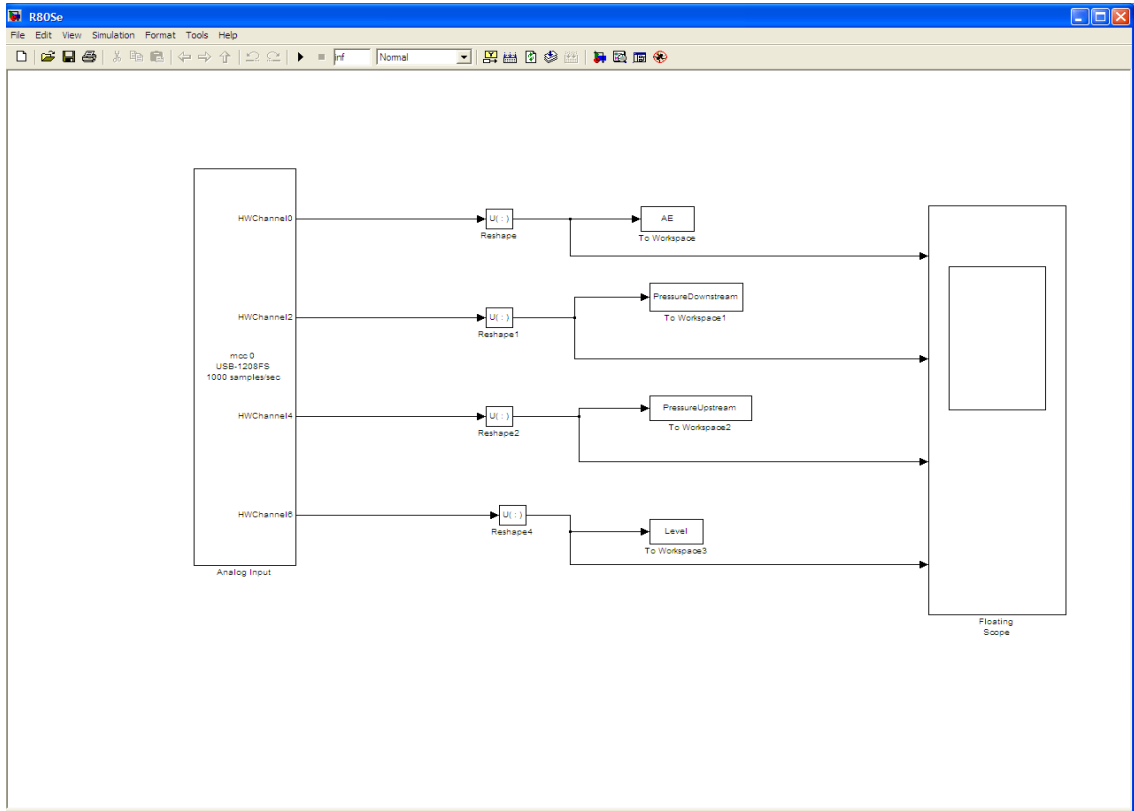 R80Se
File Edit View Simulation Format Tools Help
inf Normal
HWChannel0
U( : )
Reshape
AE
To Workspace
HWChannel2
U( : )
Reshape1
PressureDownstream
To Workspace1
mcc 0
USB-1208FS
1000 samples/sec
HWChannel4
U( : )
Reshape2
PressureUpstream
To Workspace2
HWChannel6
U( : )
Reshape4
Level
To Workspace3
Analog Input
Floating
Scope